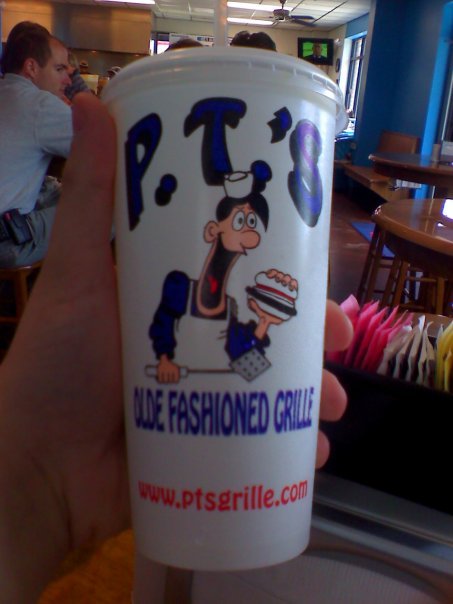 P.T.'S
OLDE FASHIONED GRILLE
www.ptsgrille.com